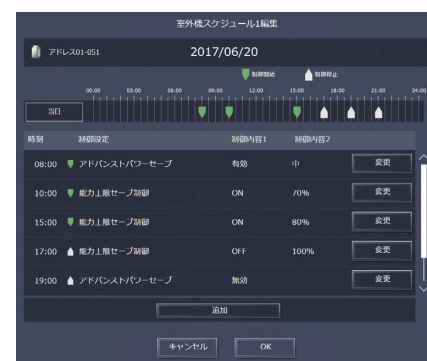 室外機スケジュール1編集
アドレス01-051 2017/06/20
制御開始 制御停止
00:00 03:00 06:00 09:00 12:00 15:00 18:00 21:00 24:00
当日
時刻 制御設定 制御内容1 制御内容2
08:00 アドバンストパワーセーブ 有効 中 変更
10:00 能力上限セーブ制御 ON 70% 変更
15:00 能力上限セーブ制御 ON 80% 変更
17:00 能力上限セーブ制御 OFF 100% 変更
19:00 アドバンストパワーセーブ 無効 変更
追加
キャンセル OK